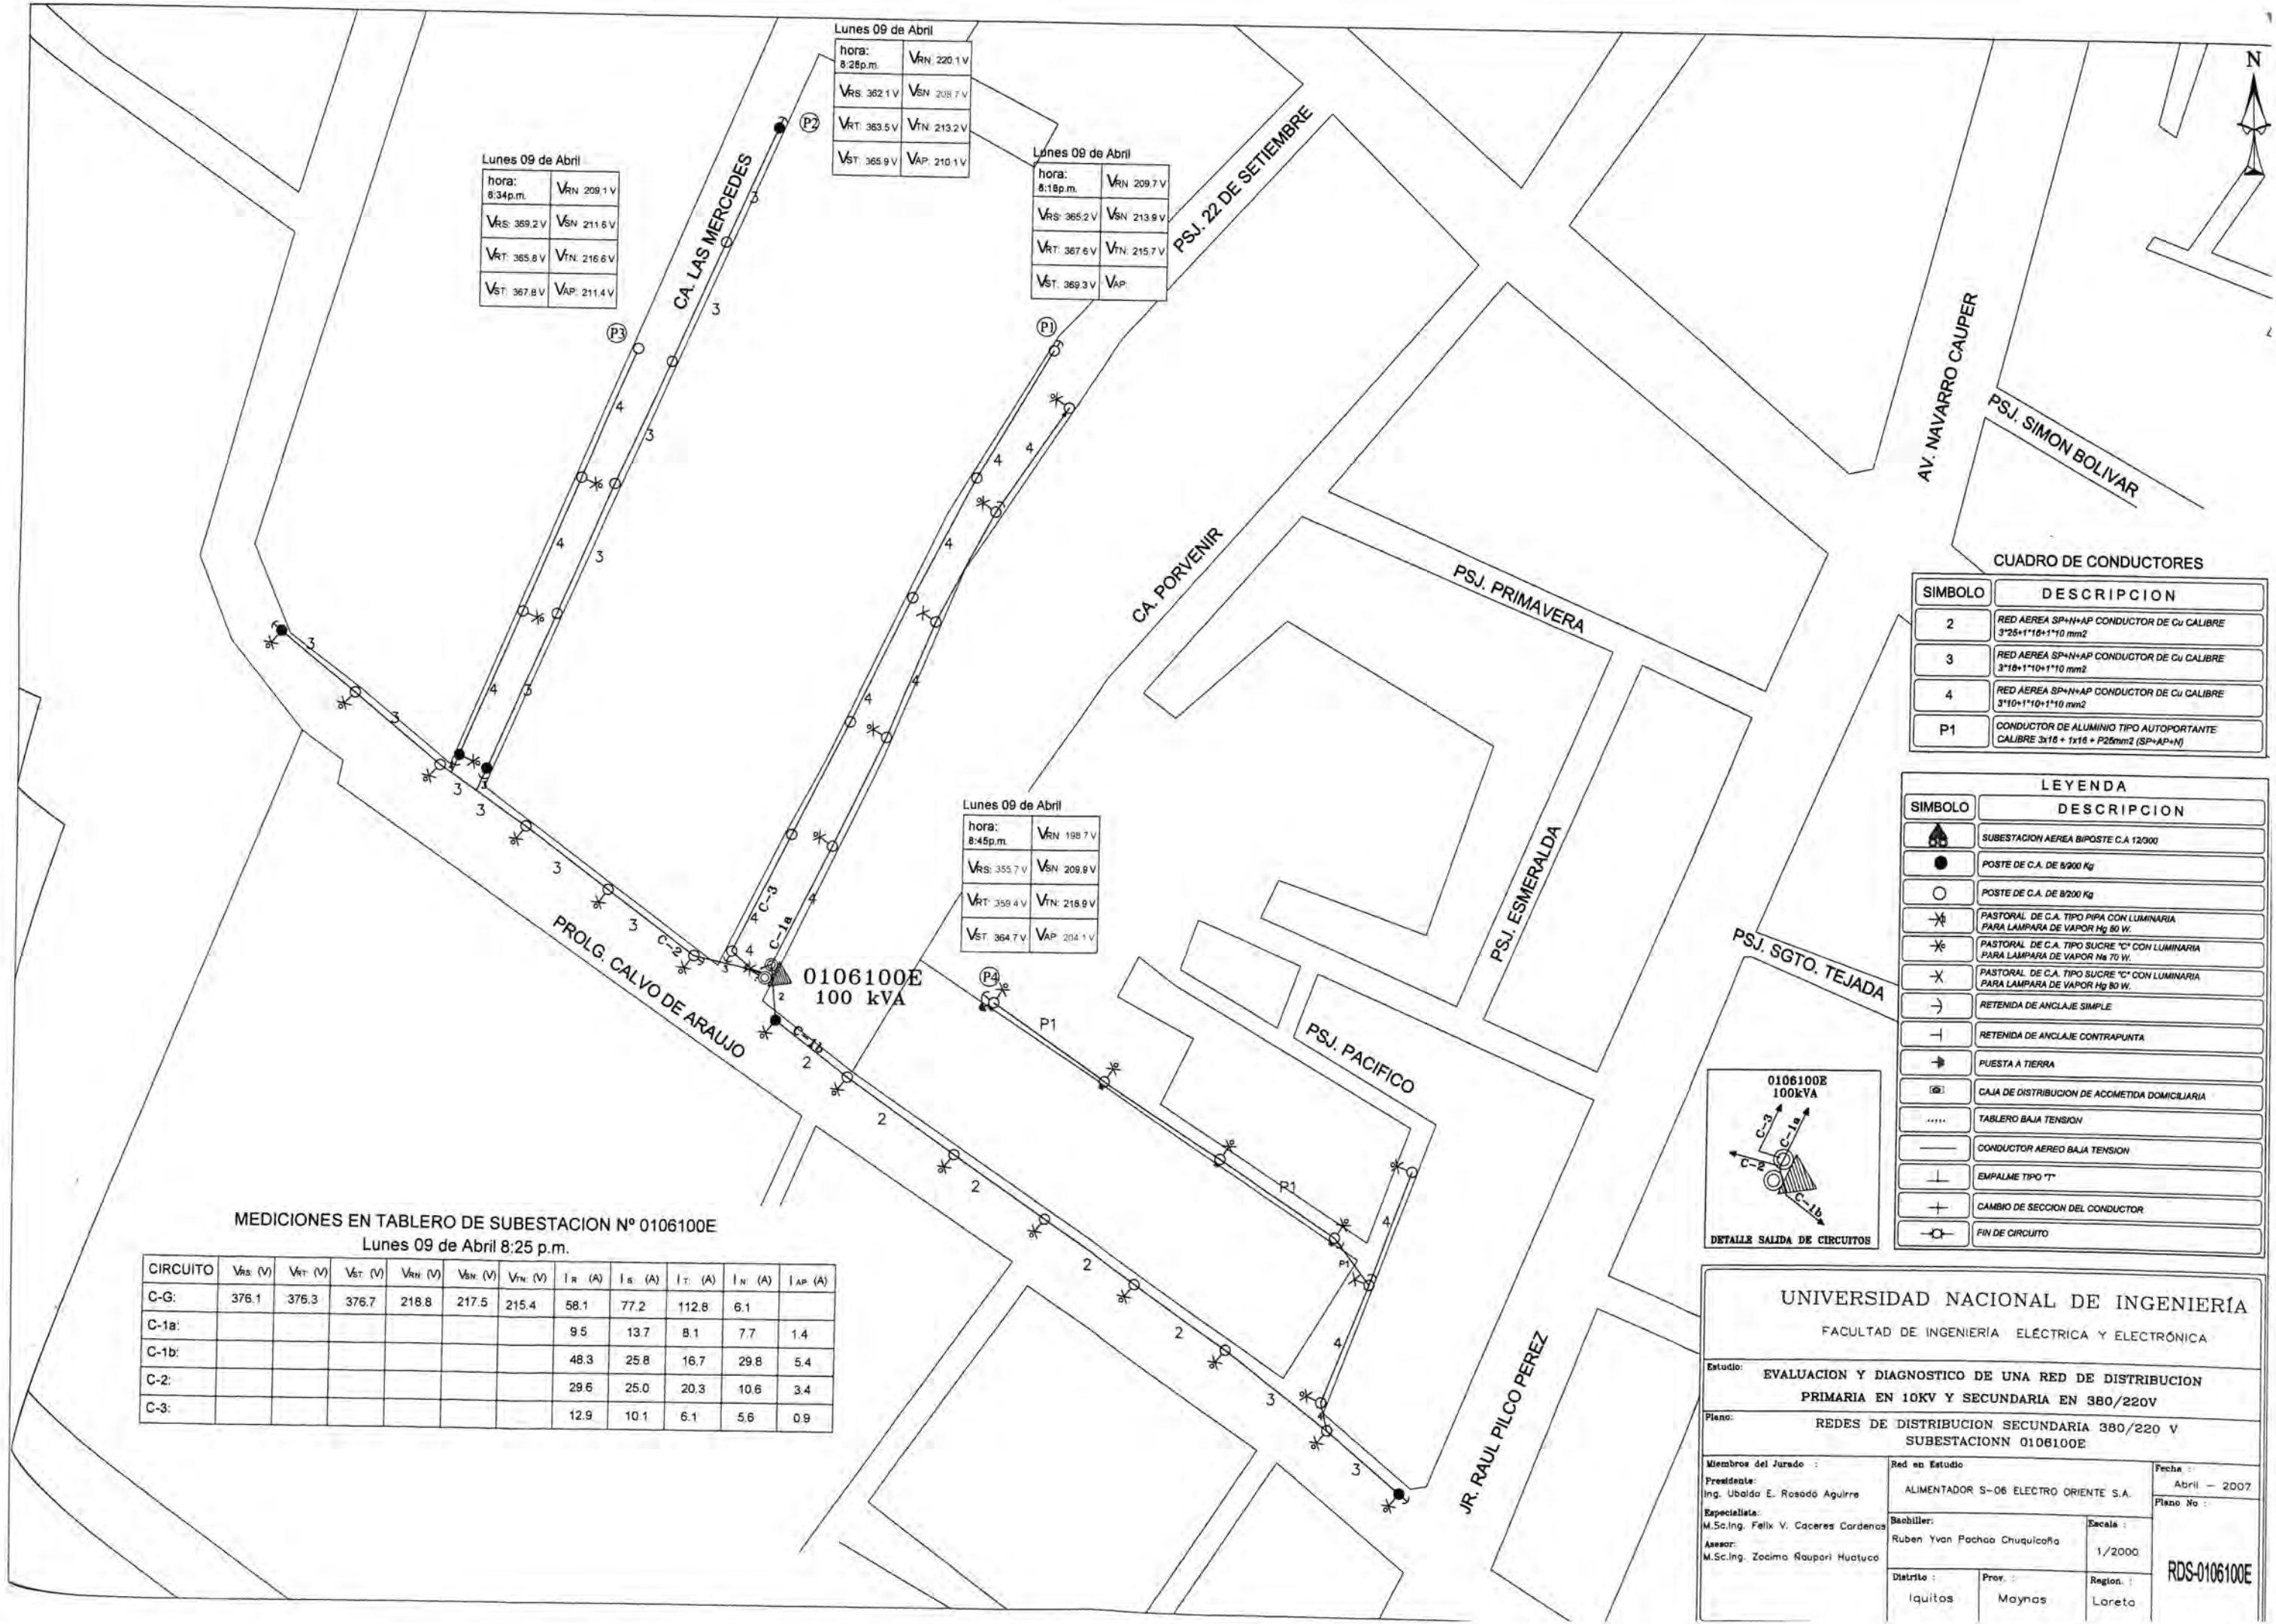 N
Lunes 09 de Abril
hora: 8:28p.m. VRN: 220.1 V
VRS: 362.1 V VSN: 208.7 V
VRT: 363.5 V VTN: 213.2 V
VST: 365.9 V VAP: 210.1 V
P2
Lunes 09 de Abril
hora: 8:34p.m. VRN: 209.1 V
VRS: 369.2 V VSN: 211.6 V
VRT: 365.8 V VTN: 216.6 V
VST: 367.8 V VAP: 211.4 V
P3
Lunes 09 de Abril
hora: 8:18p.m. VRN: 209.7 V
VRS: 365.2 V VSN: 213.9 V
VRT: 367.6 V VTN: 215.7 V
VST: 369.3 V VAP:
P1
CA. LAS MERCEDES
PSJ. 22 DE SETIEMBRE
AV. NAVARRO CAUPER
PSJ. SIMON BOLIVAR
CA. PORVENIR
PSJ. PRIMAVERA
PSJ. ESMERALDA
PSJ. SGTO. TEJADA
PSJ. PACIFICO
PROLG. CALVO DE ARAUJO
JR. RAUL PILCO PEREZ
Lunes 09 de Abril
hora: 8:45p.m. VRN: 198.7 V
VRS: 355.7 V VSN: 209.9 V
VRT: 359.4 V VTN: 218.9 V
VST: 364.7 V VAP: 204.1 V
P4
P1
P1
P1
C-3
C-1a
C-2
C-1b
0106100E
100 kVA
CUADRO DE CONDUCTORES
SIMBOLO DESCRIPCION
2 RED AEREA SP+N+AP CONDUCTOR DE Cu CALIBRE
3*25+1*16+1*10 mm2
3 RED AEREA SP+N+AP CONDUCTOR DE Cu CALIBRE
3*16+1*10+1*10 mm2
4 RED AEREA SP+N+AP CONDUCTOR DE Cu CALIBRE
3*10+1*10+1*10 mm2
P1 CONDUCTOR DE ALUMINIO TIPO AUTOPORTANTE
CALIBRE 3x16 + 1x16 + P25mm2 (SP+AP+N)
LEYENDA
SIMBOLO DESCRIPCION
SUBESTACION AEREA BIPOSTE C.A 12/300
POSTE DE C.A. DE 8/300 Kg
POSTE DE C.A. DE 8/200 Kg
PASTORAL DE C.A. TIPO PIPA CON LUMINARIA
PARA LAMPARA DE VAPOR Hg 80 W.
PASTORAL DE C.A. TIPO SUCRE "C" CON LUMINARIA
PARA LAMPARA DE VAPOR Na 70 W.
PASTORAL DE C.A. TIPO SUCRE "C" CON LUMINARIA
PARA LAMPARA DE VAPOR Hg 80 W.
RETENIDA DE ANCLAJE SIMPLE
RETENIDA DE ANCLAJE CONTRAPUNTA
PUESTA A TIERRA
CAJA DE DISTRIBUCION DE ACOMETIDA DOMICILIARIA
TABLERO BAJA TENSION
CONDUCTOR AEREO BAJA TENSION
EMPALME TIPO "T"
CAMBIO DE SECCION DEL CONDUCTOR
FIN DE CIRCUITO
0106100E
100kVA
C-3
C-1a
C-2
C-1b
DETALLE SALIDA DE CIRCUITOS
MEDICIONES EN TABLERO DE SUBESTACION Nº 0106100E
Lunes 09 de Abril 8:25 p.m.
CIRCUITO VRS: (V) VRT: (V) VST: (V) VRN: (V) VSN: (V) VTN: (V) I R (A) I S: (A) I T: (A) I N: (A) I AP: (A)
C-G: 376.1 376.3 376.7 218.8 217.5 215.4 58.1 77.2 112.8 6.1
C-1a: 9.5 13.7 8.1 7.7 1.4
C-1b: 48.3 25.8 16.7 29.8 5.4
C-2: 29.6 25.0 20.3 10.6 3.4
C-3: 12.9 10.1 6.1 5.6 0.9
UNIVERSIDAD NACIONAL DE INGENIERÍA
FACULTAD DE INGENIERÍA ELÉCTRICA Y ELECTRÓNICA
Estudio: EVALUACION Y DIAGNOSTICO DE UNA RED DE DISTRIBUCION
PRIMARIA EN 10KV Y SECUNDARIA EN 380/220V
Plano: REDES DE DISTRIBUCION SECUNDARIA 380/220 V
SUBESTACIONN 0106100E
Miembros del Jurado :
Presidente:
Ing. Ubaldo E. Rosado Aguirre
Especialista:
M.Sc.Ing. Felix V. Caceres Cardenas
Asesor:
M.Sc.Ing. Zocimo Ñaupari Huatuco
Red en Estudio
ALIMENTADOR S-06 ELECTRO ORIENTE S.A.
Fecha :
Abril - 2007
Bachiller:
Ruben Yvan Pachao Chuquicaña
Escala :
1/2000
Plano No :
RDS-0106100E
Distrito :
Iquitos
Prov. :
Maynas
Region. :
Loreto